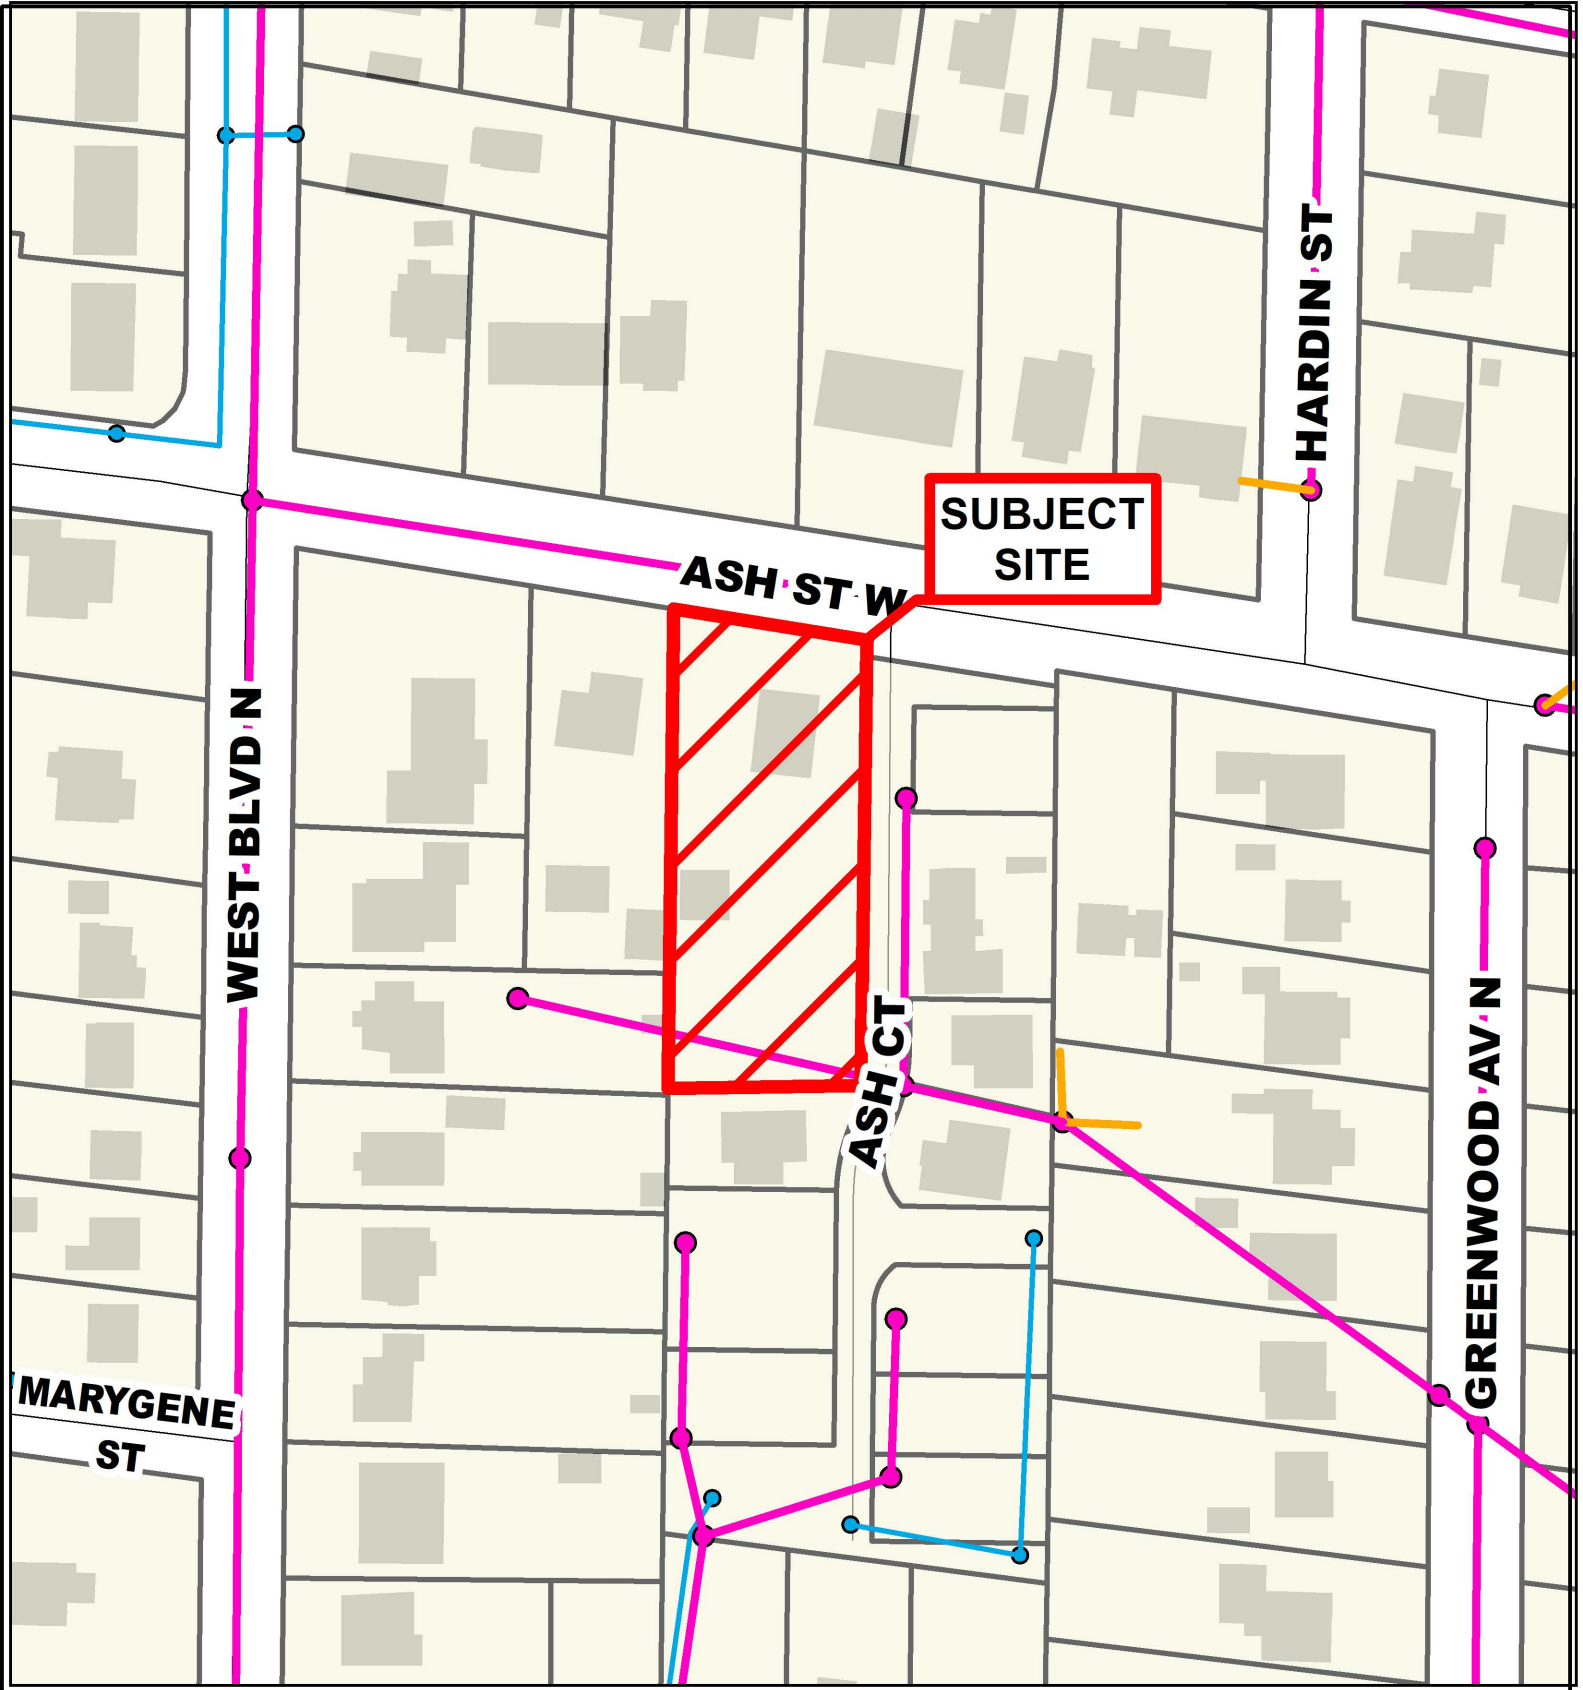 HARDIN ST
SUBJECT
SITE
ASH ST W
WEST BLVD N
ASH CT
GREENWOOD AV N
MARYGENE
ST